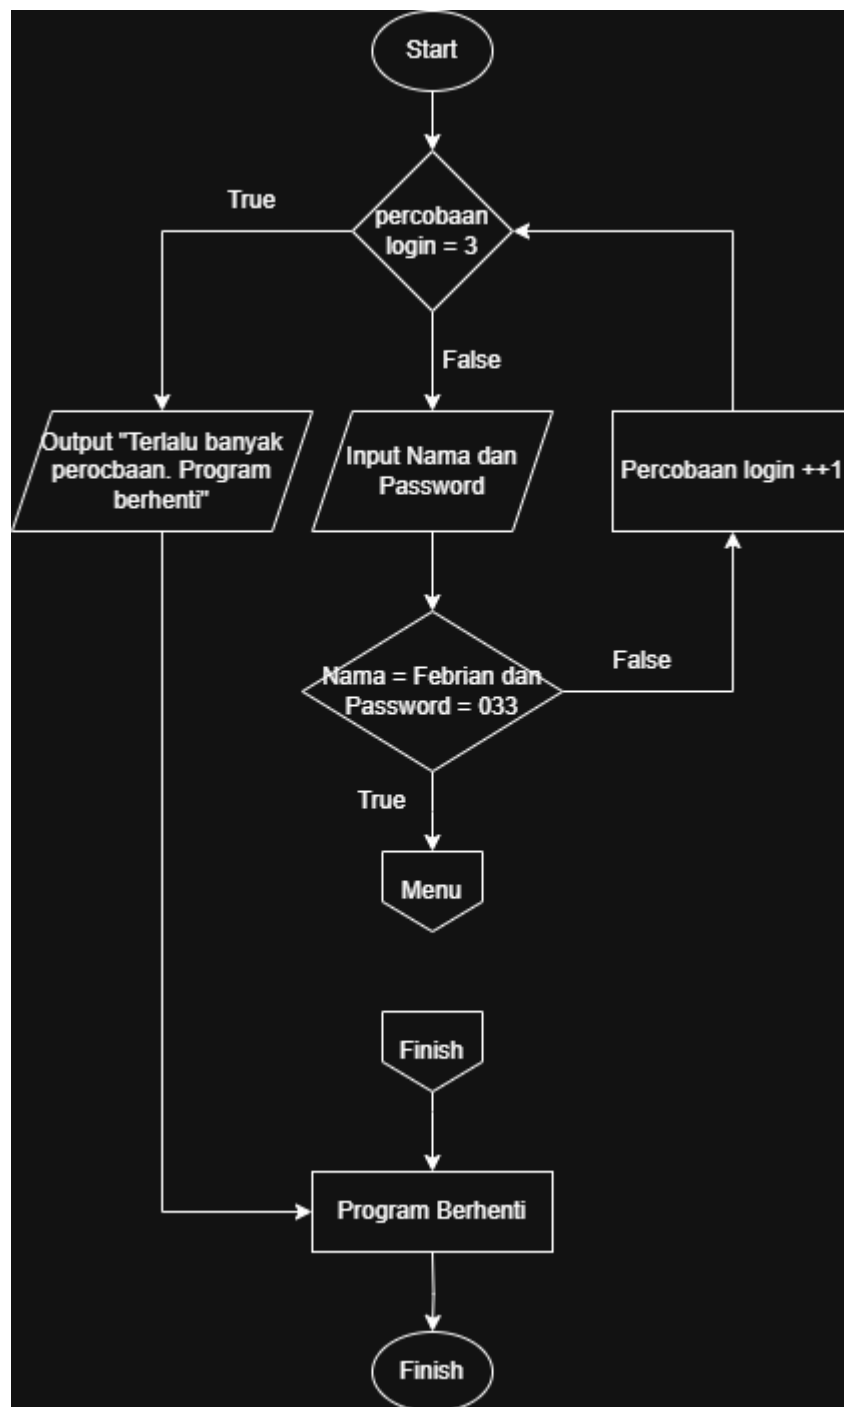 Start
True
percobaan
login = 3
False
Output "Terlalu banyak
perocbaan. Program
berhenti"
Input Nama dan
Password
Percobaan login ++1
Nama = Febrian dan
Password = 033
False
True
Menu
Finish
Program Berhenti
Finish